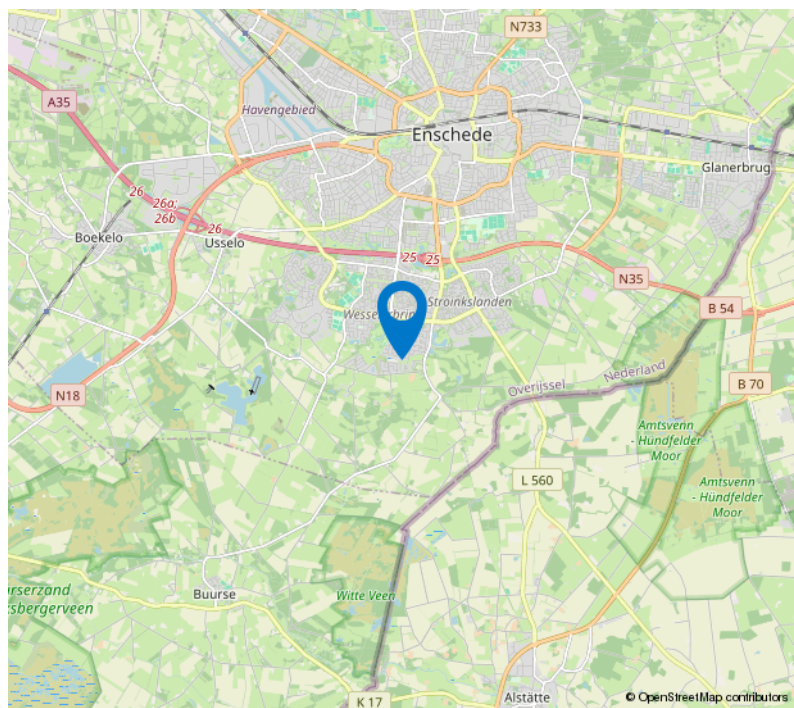 N733
A35
Havengebied
Enschede
Glanerbrug
26
26a;
26b
26
Boekelo
Usselo
25
25
N35
Stroinkslanden
B 54
Nederland
Overijssel
B 70
N18
Amtsvenn
- Hündfelder
Moor
L 560
Amtsvenn
- Hündfelder
Moor
Buurse
Witte Veen
K 17
Alstätte
© OpenStreetMap contributors